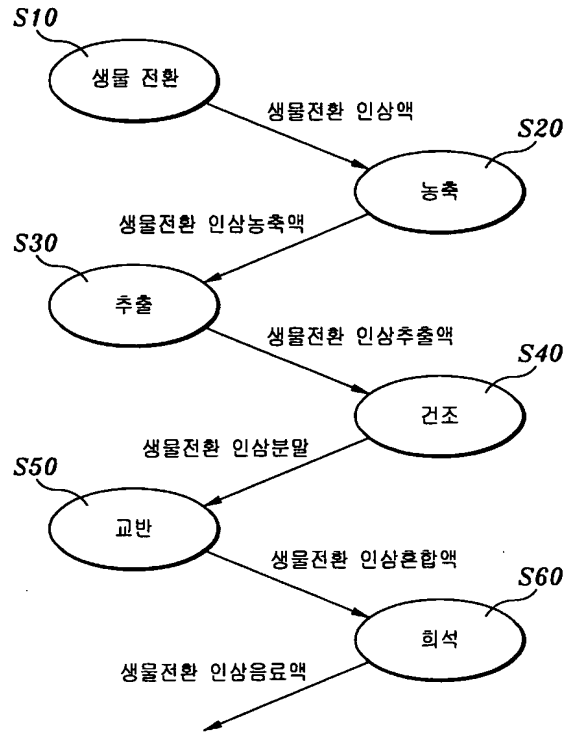 S10
생물 전환
생물전환 인삼액
S20
농축
생물전환 인삼농축액
S30
추출
생물전환 인삼추출액
S40
건조
생물전환 인삼분말
S50
교반
생물전환 인삼혼합액
S60
희석
생물전환 인삼음료액